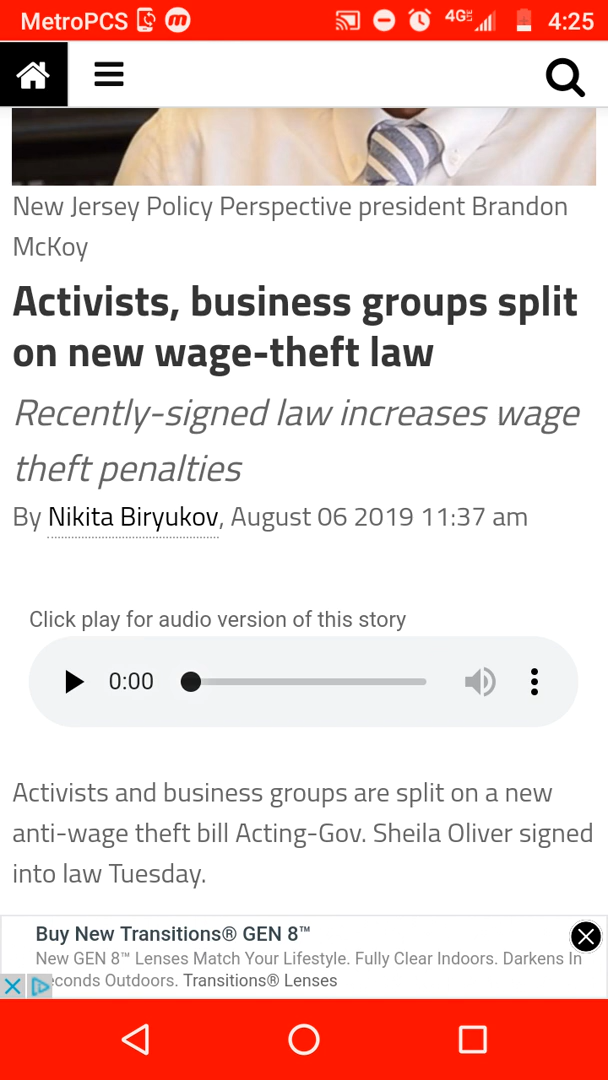 MetroPCS 4:25
4GLTE
New Jersey Policy Perspective president Brandon
McKoy
Activists, business groups split
on new wage-theft law
Recently-signed law increases wage
theft penalties
By Nikita Biryukov, August 06 2019 11:37 am
Click play for audio version of this story
0:00
Activists and business groups are split on a new
anti-wage theft bill Acting-Gov. Sheila Oliver signed
into law Tuesday.
Buy New Transitions® GEN 8™
New GEN 8™ Lenses Match Your Lifestyle. Fully Clear Indoors. Darkens In
econds Outdoors. Transitions® Lenses